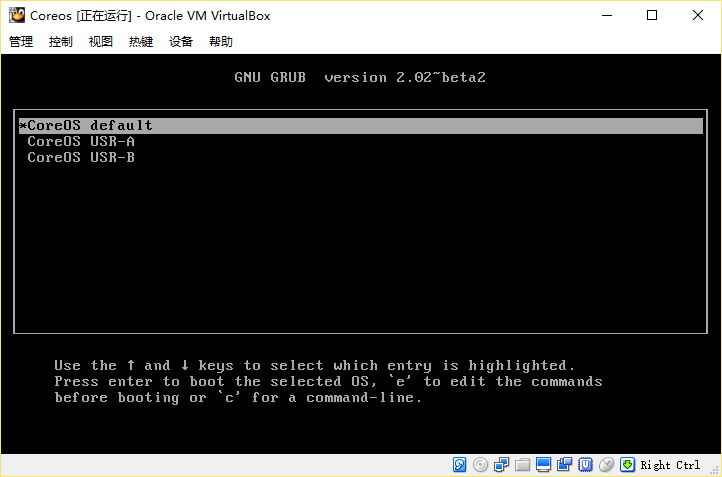 Coreos [正在运行] - Oracle VM VirtualBox
管理 控制 视图 热键 设备 帮助
GNU GRUB  version 2.02~beta2
*CoreOS default
CoreOS USR-A
CoreOS USR-B
Use the ↑ and ↓ keys to select which entry is highlighted.
Press enter to boot the selected OS, `e' to edit the commands
before booting or `c' for a command-line.
Right Ctrl